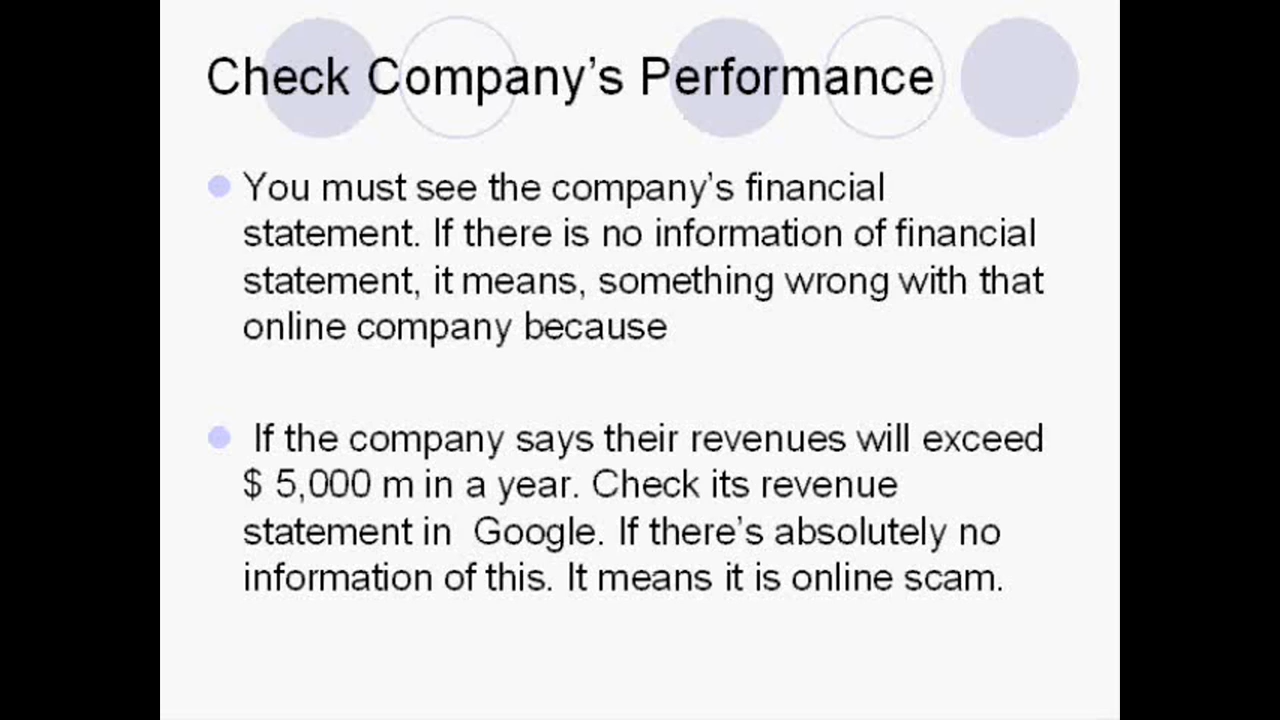 Check Company's Performance
You must see the company's financial
statement. If there is no information of financial
statement, it means, something wrong with that
online company because
If the company says their revenues will exceed
$ 5,000 m in a year. Check its revenue
statement in Google. If there's absolutely no
information of this. It means it is online scam.